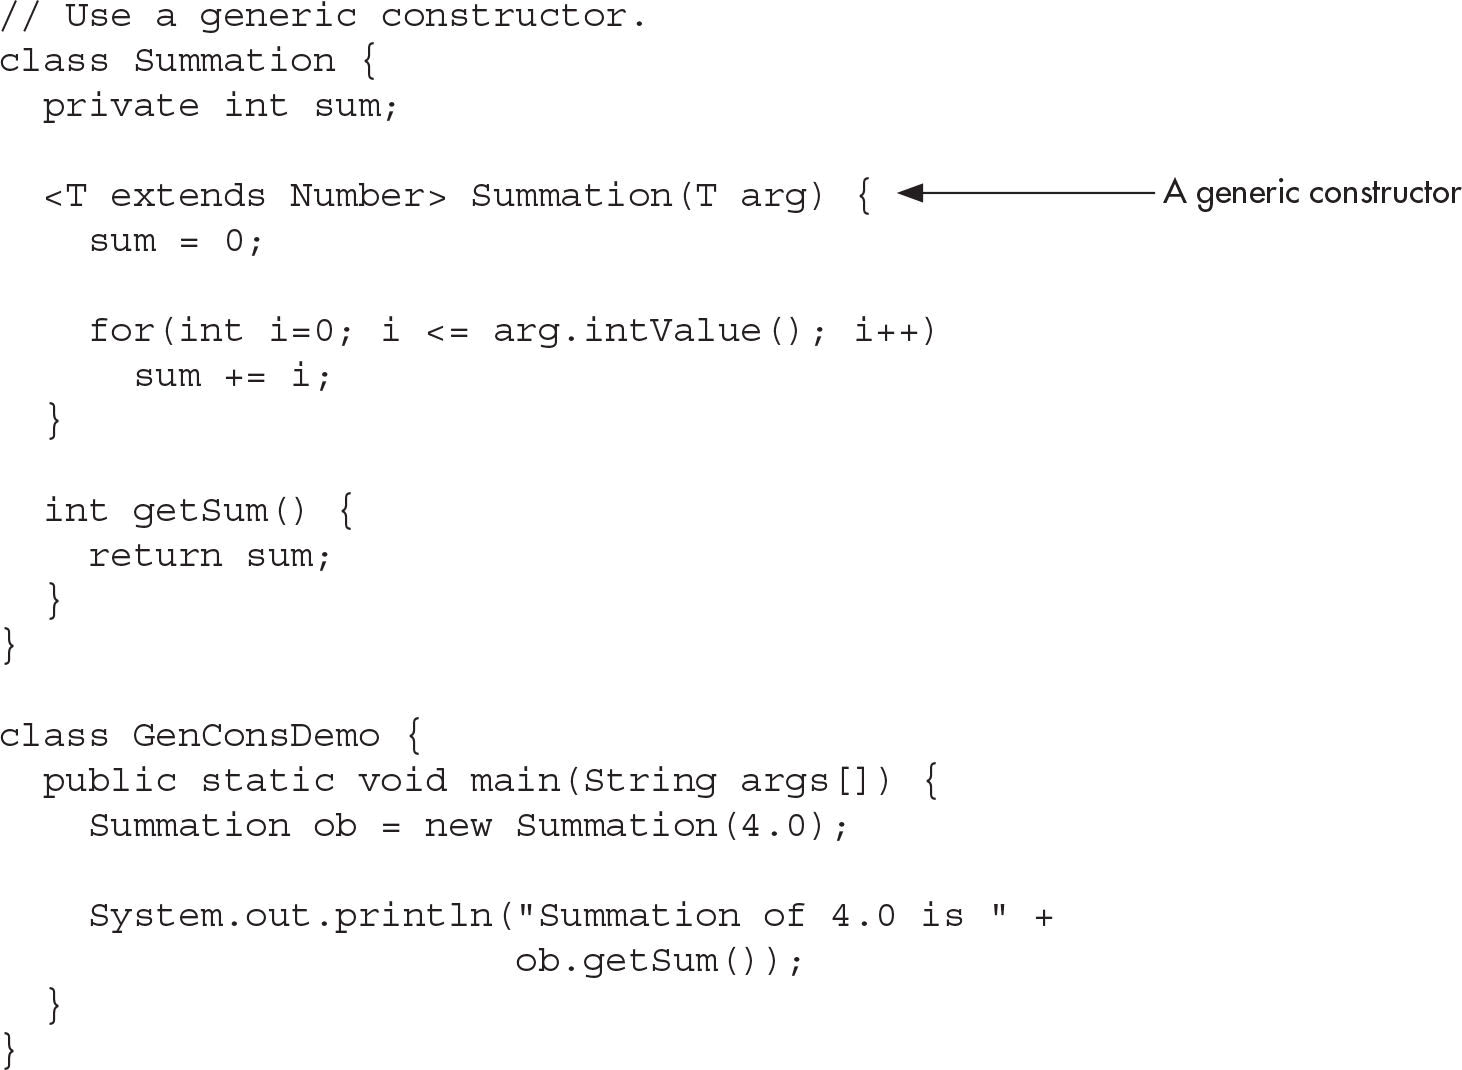 // Use a generic constructor.
class Summation {
  private int sum;

  <T extends Number> Summation(T arg) { A generic constructor
    sum = 0;

    for(int i=0; i <= arg.intValue(); i++)
      sum += i;
  }

  int getSum() {
    return sum;
  }
}

class GenConsDemo {
  public static void main(String args[]) {
    Summation ob = new Summation(4.0);

    System.out.println("Summation of 4.0 is " +
                       ob.getSum());
  }
}